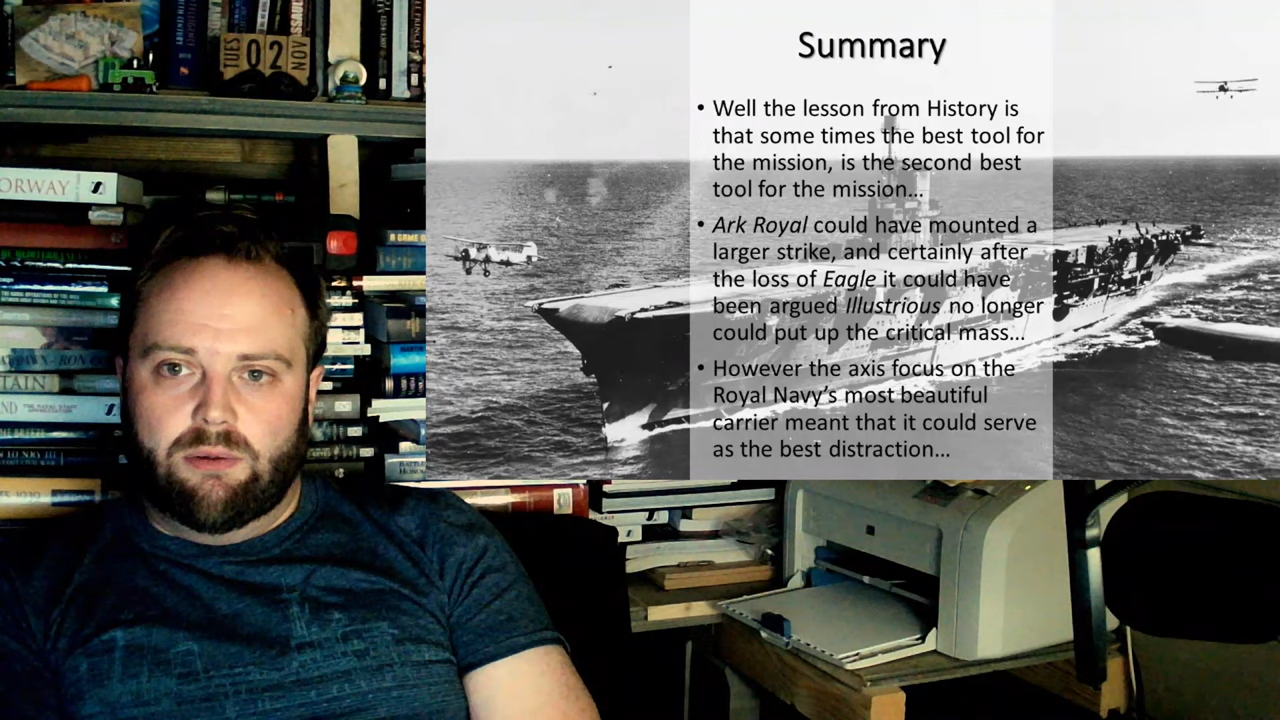 TUES
02
NOV
ORWAY
A GAME O
TAIN
1939
Summary
• Well the lesson from History is
that some times the best tool for
the mission, is the second best
tool for the mission...
• Ark Royal could have mounted a
larger strike, and certainly after
the loss of Eagle it could have
been argued Illustrious no longer
could put up the critical mass...
• However the axis focus on the
Royal Navy's most beautiful
carrier meant that it could serve
as the best distraction...